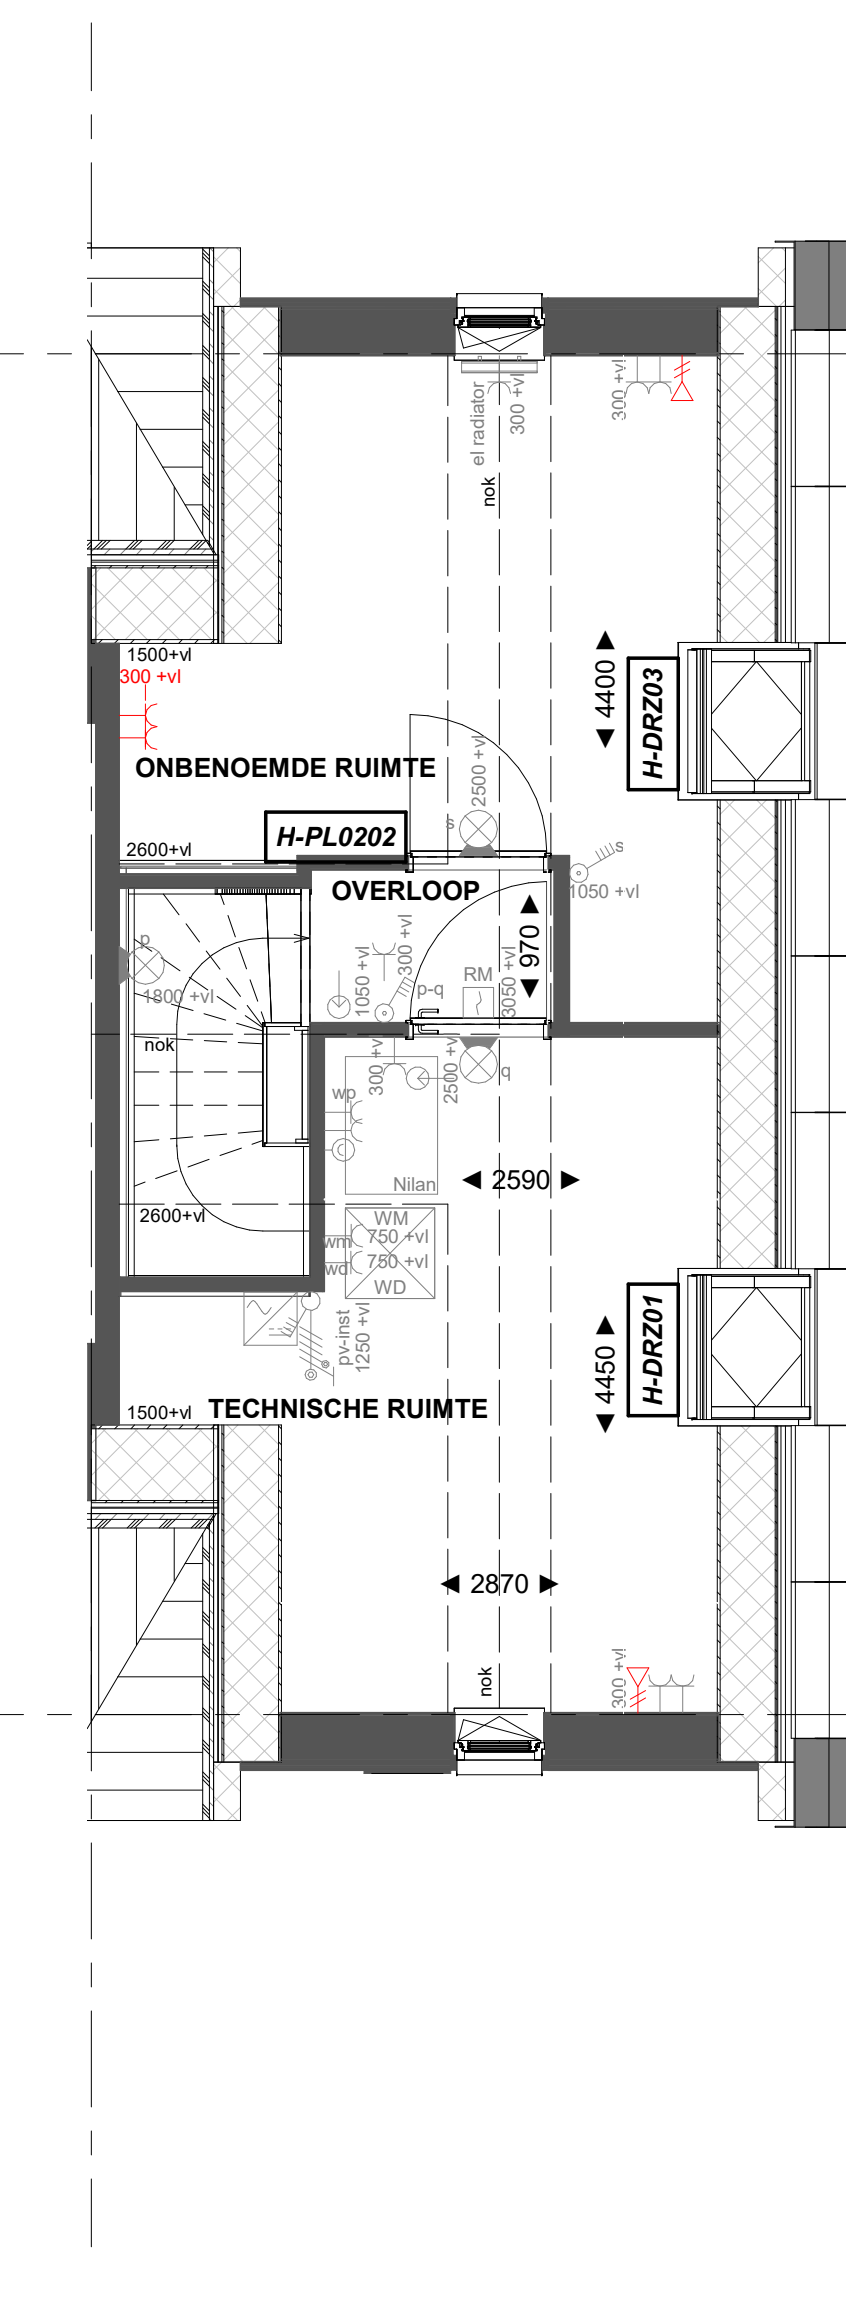 el radiator
300 +vl
300 +vl
nok
1500+vl
300 +vl
◄ 4400 ►
H-DRZ03
ONBENOEMDE RUIMTE
2500 +vl
s
H-PL0202
2600+vl
s
1050 +vl
OVERLOOP
◄ 970 ►
p
1800 +vl
300 +vl
1050 +vl
p-q
RM
3050 +vl
nok
300 +vl
2500 +vl
q
wp
Nilan
◄ 2590 ►
2600+vl
WM
wm
750 +vl
wd
750 +vl
WD
pv-inst
1250 +vl
◄ 4450 ►
H-DRZ01
1500+vl
TECHNISCHE RUIMTE
◄ 2870 ►
nok
300 +vl